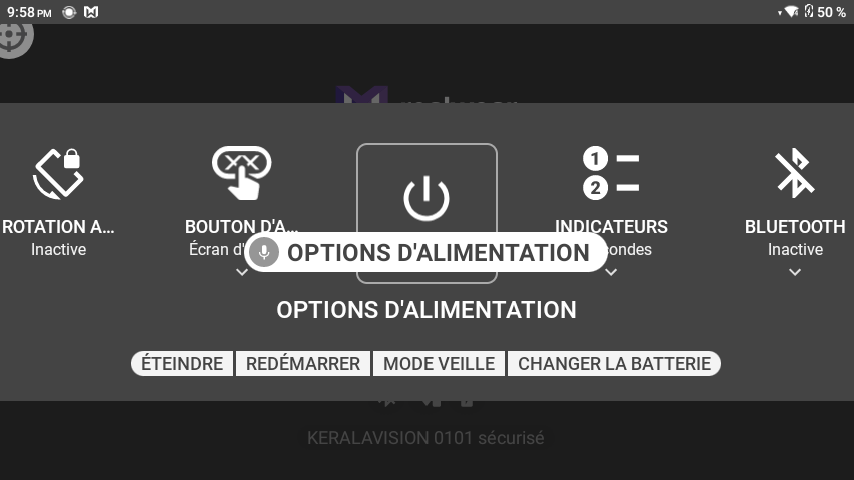 9:58 PM
50 %
ROTATION A...
Inactive
BOUTON D'A...
Écran d'
INDICATEURS
BLUETOOTH
Inactive
OPTIONS D'ALIMENTATION
OPTIONS D'ALIMENTATION
ÉTEINDRE
REDÉMARRER
MODE VEILLE
CHANGER LA BATTERIE
KERALAVISION 0101 sécurisé